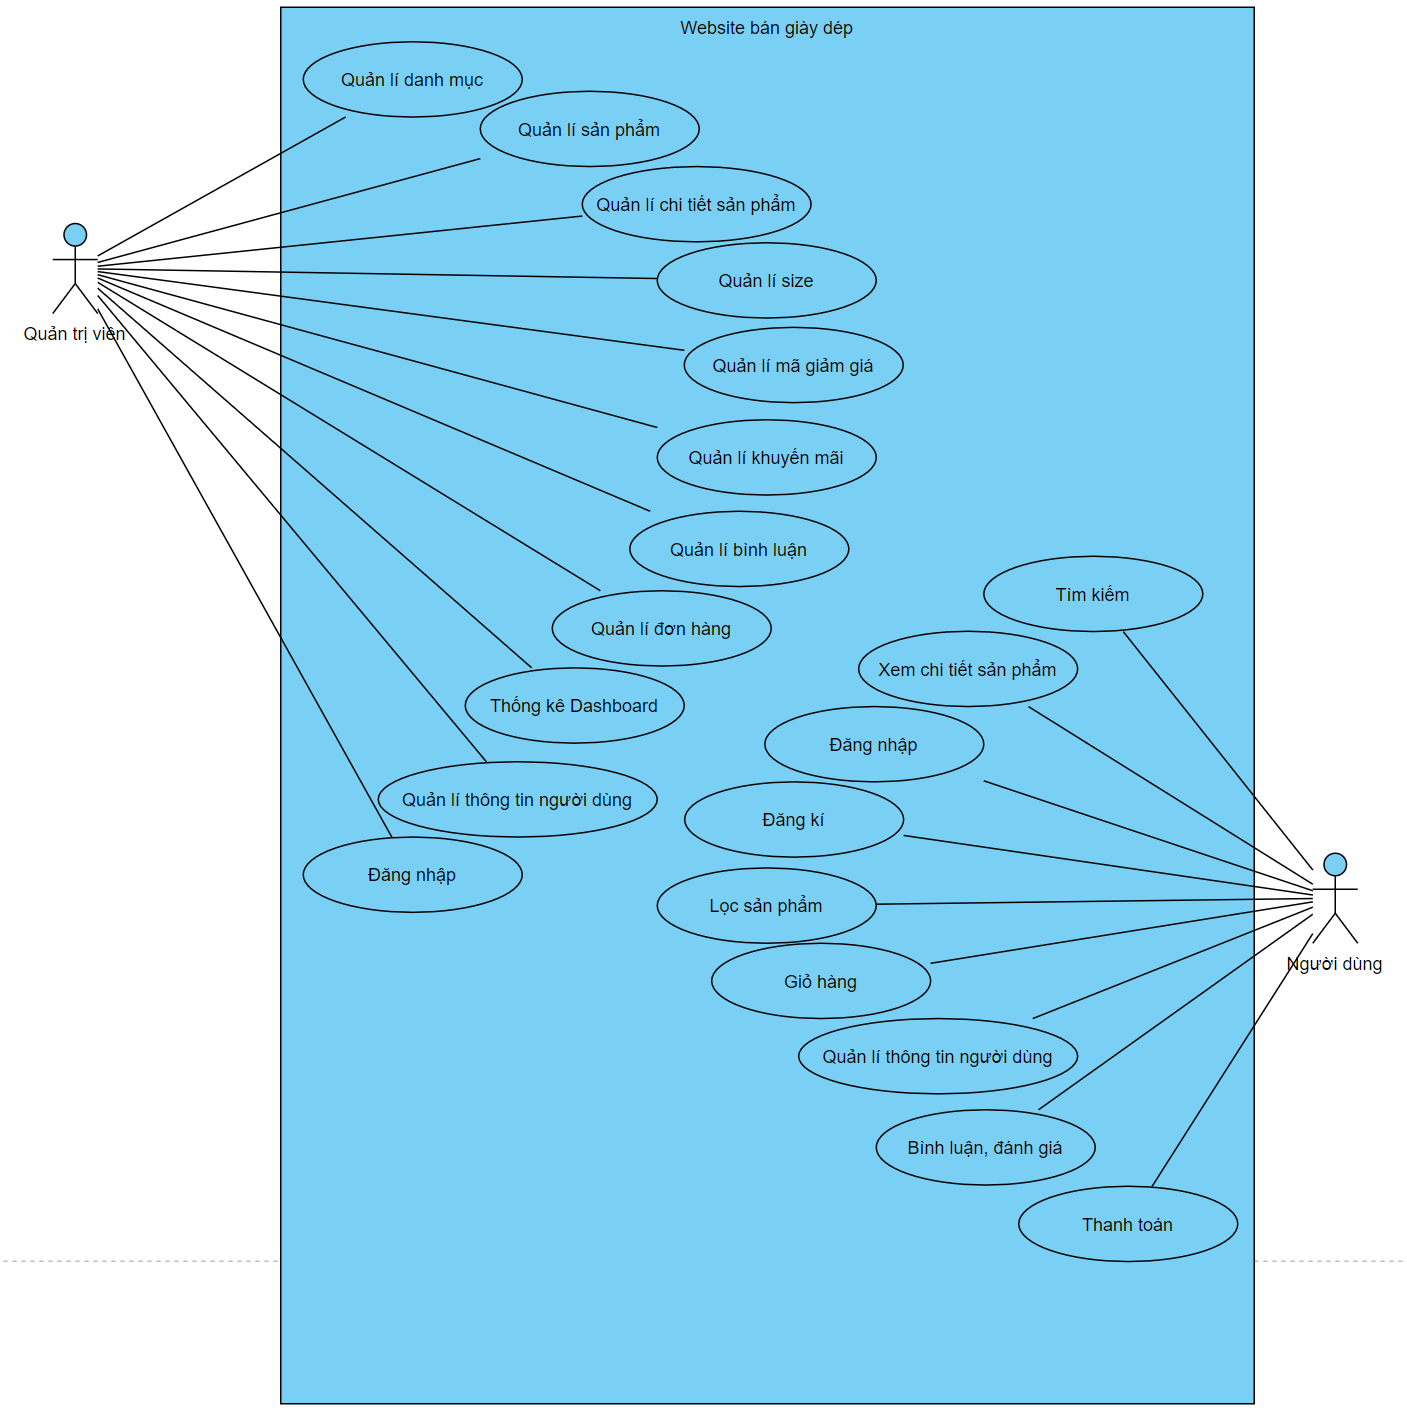 Website bán giày dép
Quản lí danh mục
Quản lí sản phẩm
Quản lí chi tiết sản phẩm
Quản lí size
Quản trị viên
Quản lí mã giảm giá
Quản lí khuyến mãi
Quản lí bình luận
Quản lí đơn hàng
Thống kê Dashboard
Quản lí thông tin người dùng
Đăng nhập
Tìm kiếm
Xem chi tiết sản phẩm
Đăng nhập
Đăng kí
Lọc sản phẩm
Giỏ hàng
Người dùng
Quản lí thông tin người dùng
Bình luận, đánh giá
Thanh toán